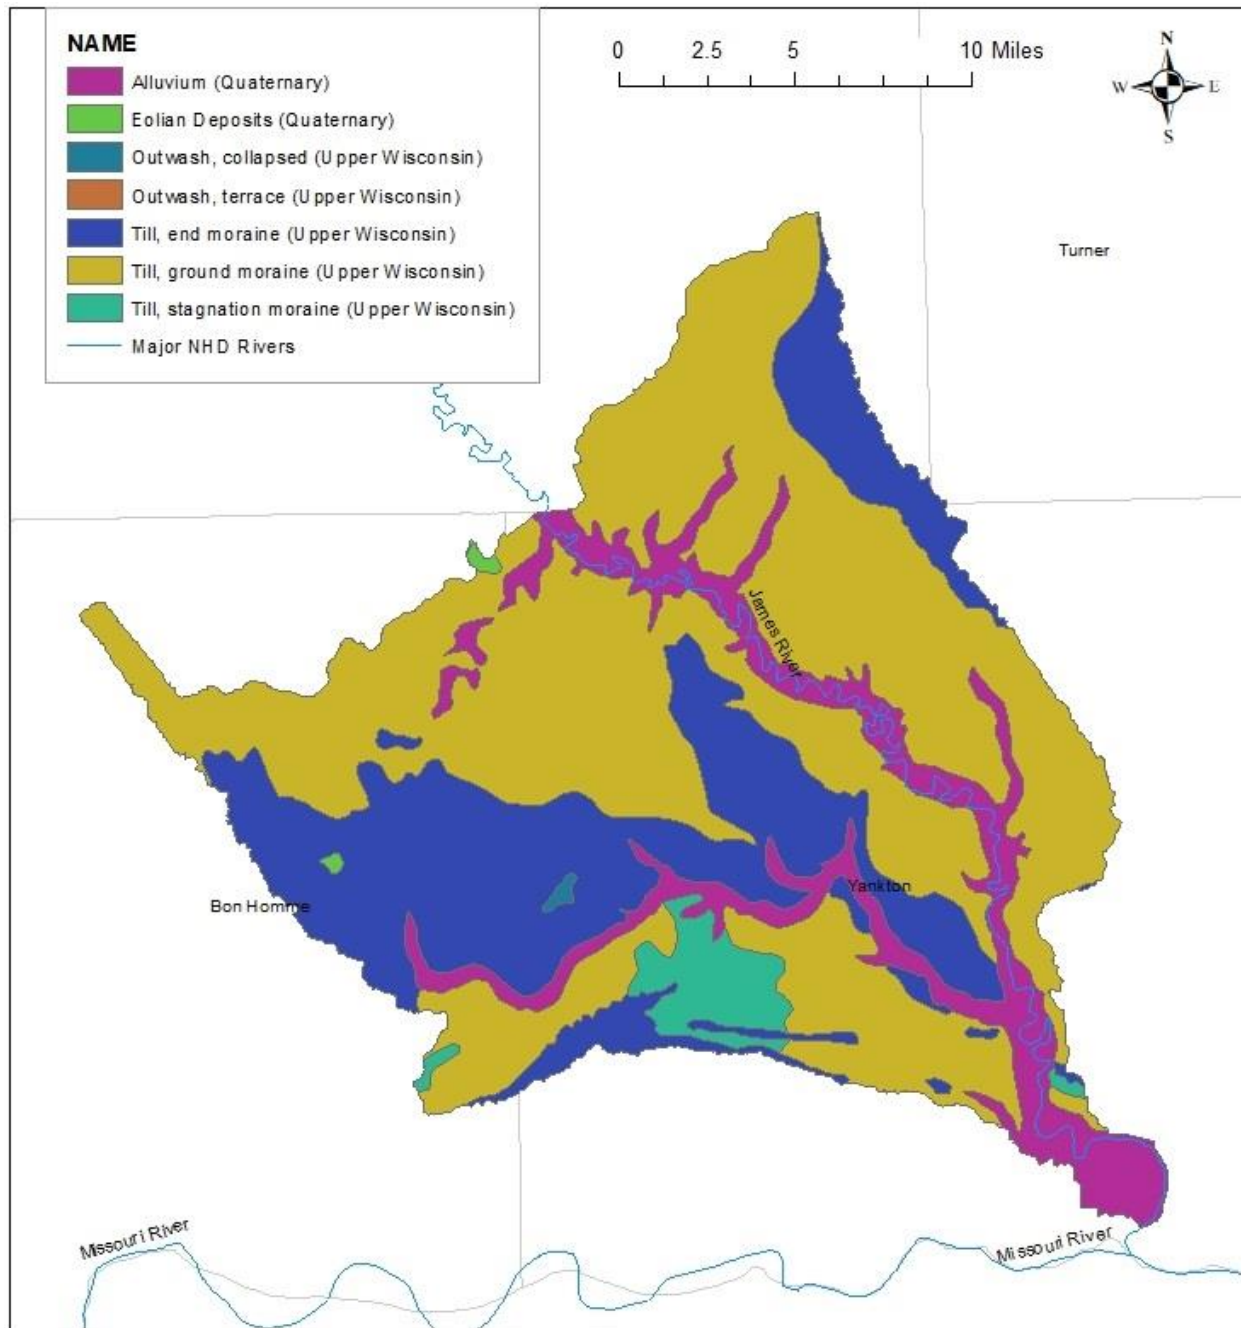 NAME
Alluvium (Quaternary)
Eolian Deposits (Quaternary)
Outwash, collapsed (Upper Wisconsin)
Outwash, terrace (Upper Wisconsin)
Till, end moraine (Upper Wisconsin)
Till, ground moraine (Upper Wisconsin)
Till, stagnation moraine (Upper Wisconsin)
Major NHD Rivers
0 2.5 5 10 Miles
N
W E
S
Turner
James River
Yankton
Bon Homme
Missouri River
Missouri River